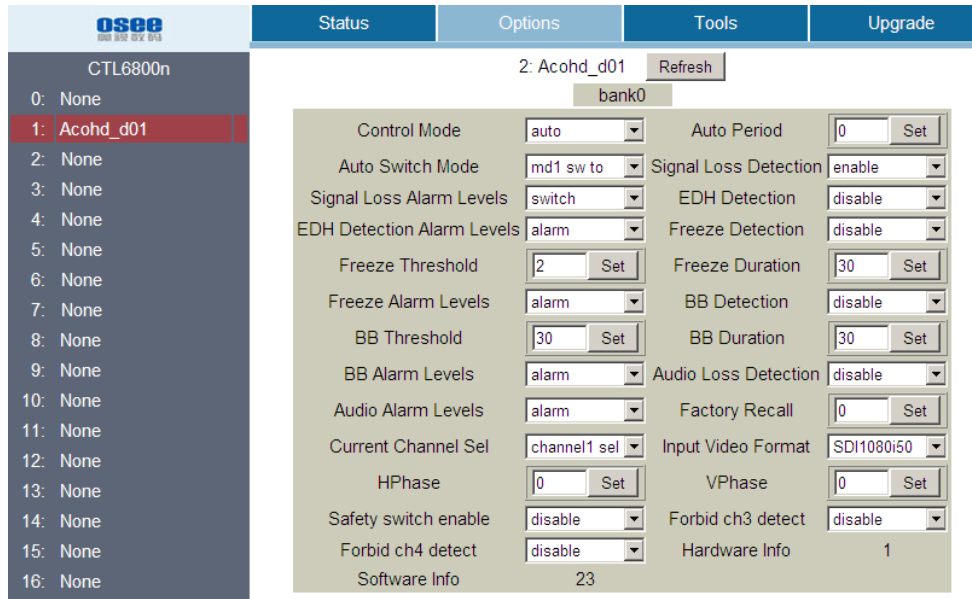 osee
Status Options Tools Upgrade
CTL6800n
0: None
1: Acohd_d01
2: None
3: None
4: None
5: None
6: None
7: None
8: None
9: None
10: None
11: None
12: None
13: None
14: None
15: None
16: None
2: Acohd_d01 Refresh
bank0
Control Mode auto Auto Period 0 Set
Auto Switch Mode md1 sw to Signal Loss Detection enable
Signal Loss Alarm Levels switch EDH Detection disable
EDH Detection Alarm Levels alarm Freeze Detection disable
Freeze Threshold 2 Set Freeze Duration 30 Set
Freeze Alarm Levels alarm BB Detection disable
BB Threshold 30 Set BB Duration 30 Set
BB Alarm Levels alarm Audio Loss Detection disable
Audio Alarm Levels alarm Factory Recall 0 Set
Current Channel Sel channel1 sel Input Video Format SDI1080i50
HPhase 0 Set VPhase 0 Set
Safety switch enable disable Forbid ch3 detect disable
Forbid ch4 detect disable Hardware Info 1
Software Info 23